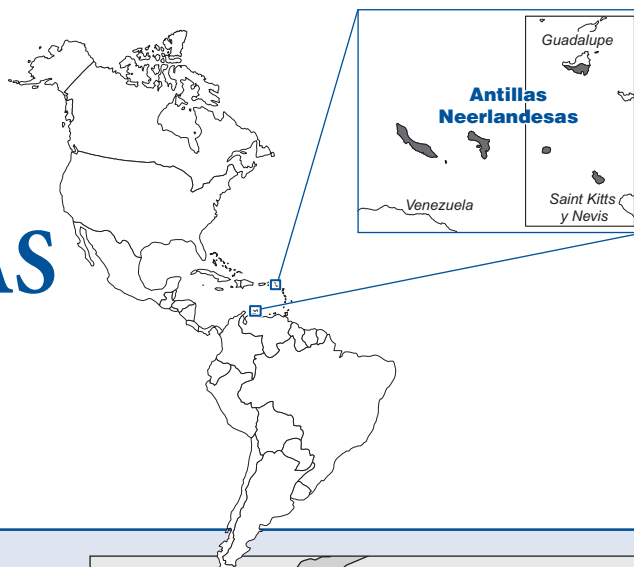 Guadalupe
Antillas
Neerlandesas
Venezuela
Saint Kitts
y Nevis
AS